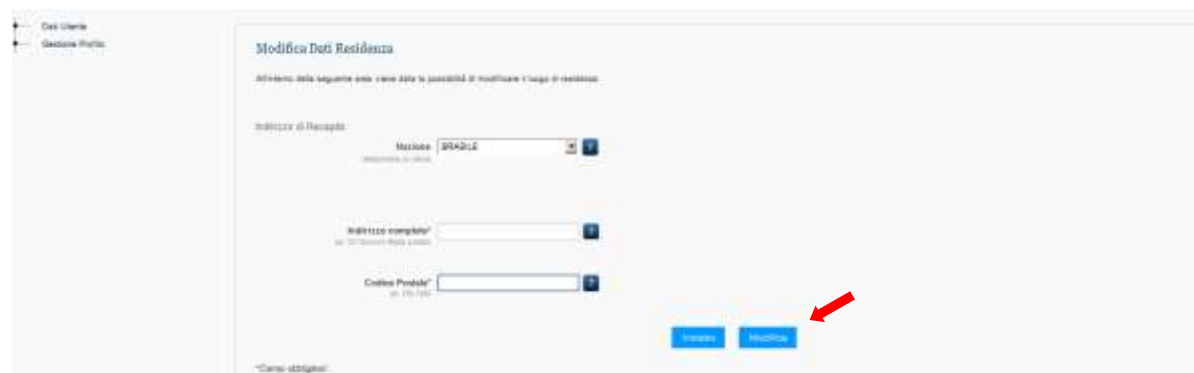 Dati Utente
Gestione Profilo
Modifica Dati Residenza
All'interno della seguente area viene data la possibilità di modificare il luogo di residenza.
Indirizzo di Recapito
Nazione BRASILE ?
Indirizzo completo* ?
Codice Postale* ?
Modifica
*Campi obbligatori